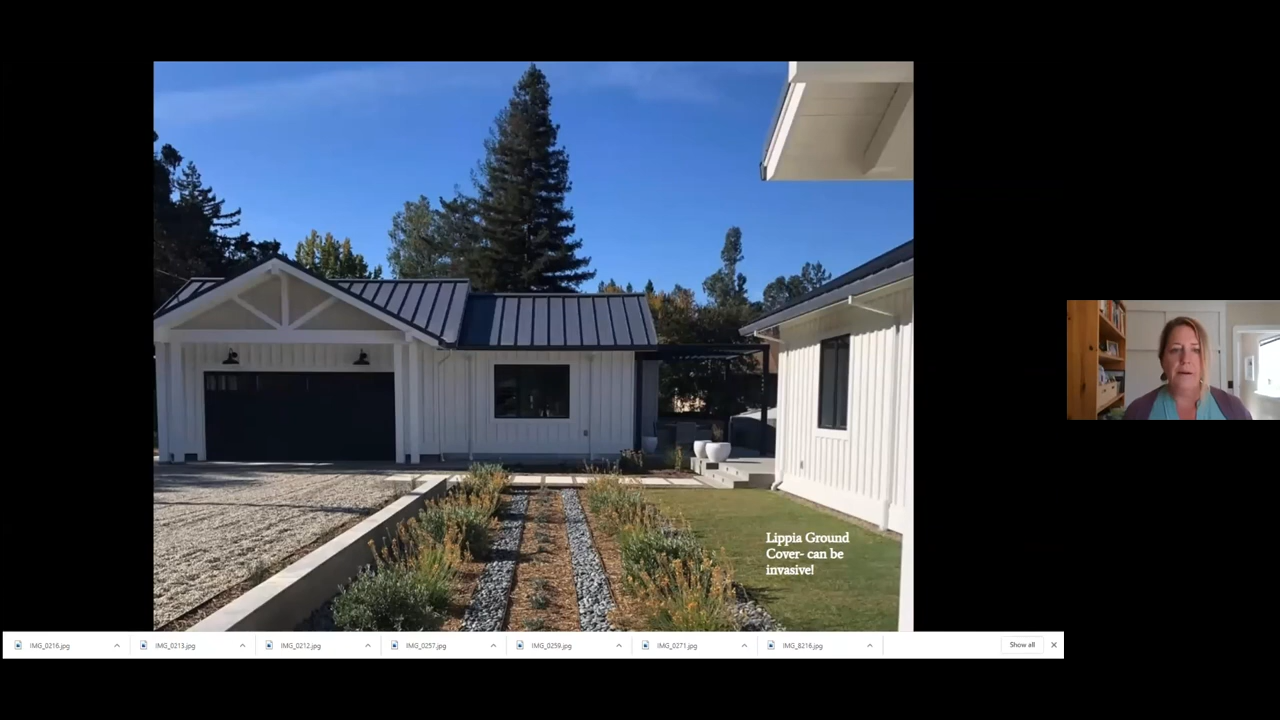 Lippia Ground
Cover- can be
invasive!
IMG_0216.jpg
IMG_0213.jpg
IMG_0212.jpg
IMG_0257.jpg
IMG_0259.jpg
IMG_0271.jpg
IMG_8216.jpg
Show all